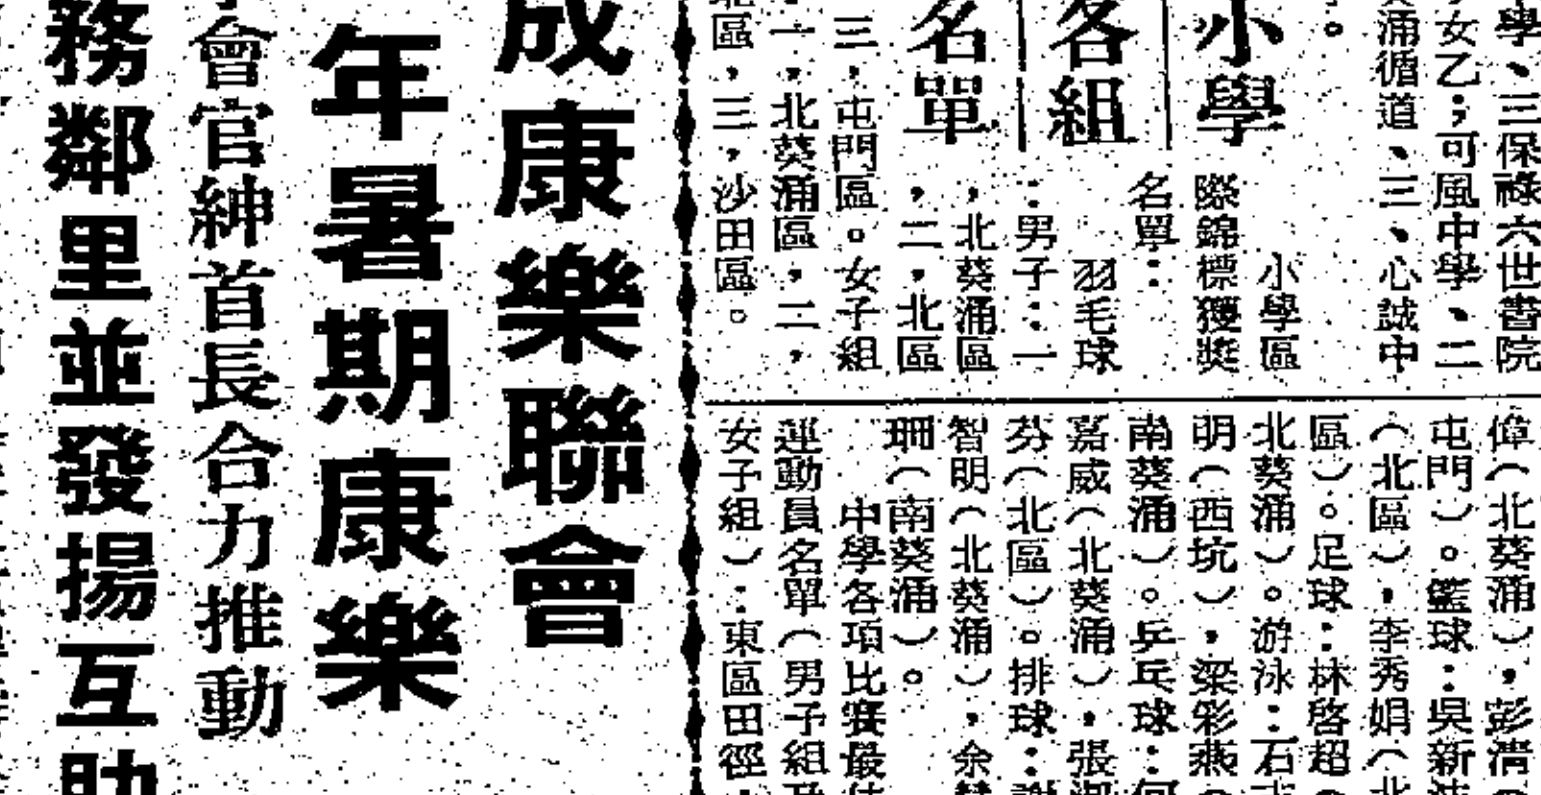 學、三保祿六世書院
女乙；可風中學、二
涌循道、三、心誠中
。
小學
各組
名單
小學區
際錦標獲獎
名單：
羽毛球
：男子：一
，北葵涌區
，二，北區
三，屯門區。女子組
一，北葵涌區，二，
區，三，沙田區。
偉（北葵涌），彭清
屯門）。籃球：吳新
（北區），李秀娟（北
區）。足球：林啓超
北葵涌）。游泳：石
明（西坑），梁彩燕
南葵涌）。乒乓球：何
嘉威（北葵涌），張
芬（北區）。排球：謝
智明（北葵涌），余
珊（南葵涌）。
中學各項比賽最佳
運動員名單（男子組及
女子組）：東區田徑
成康樂聯會
年暑期康樂
會官紳首長合力推動
務鄰里並發揚互助